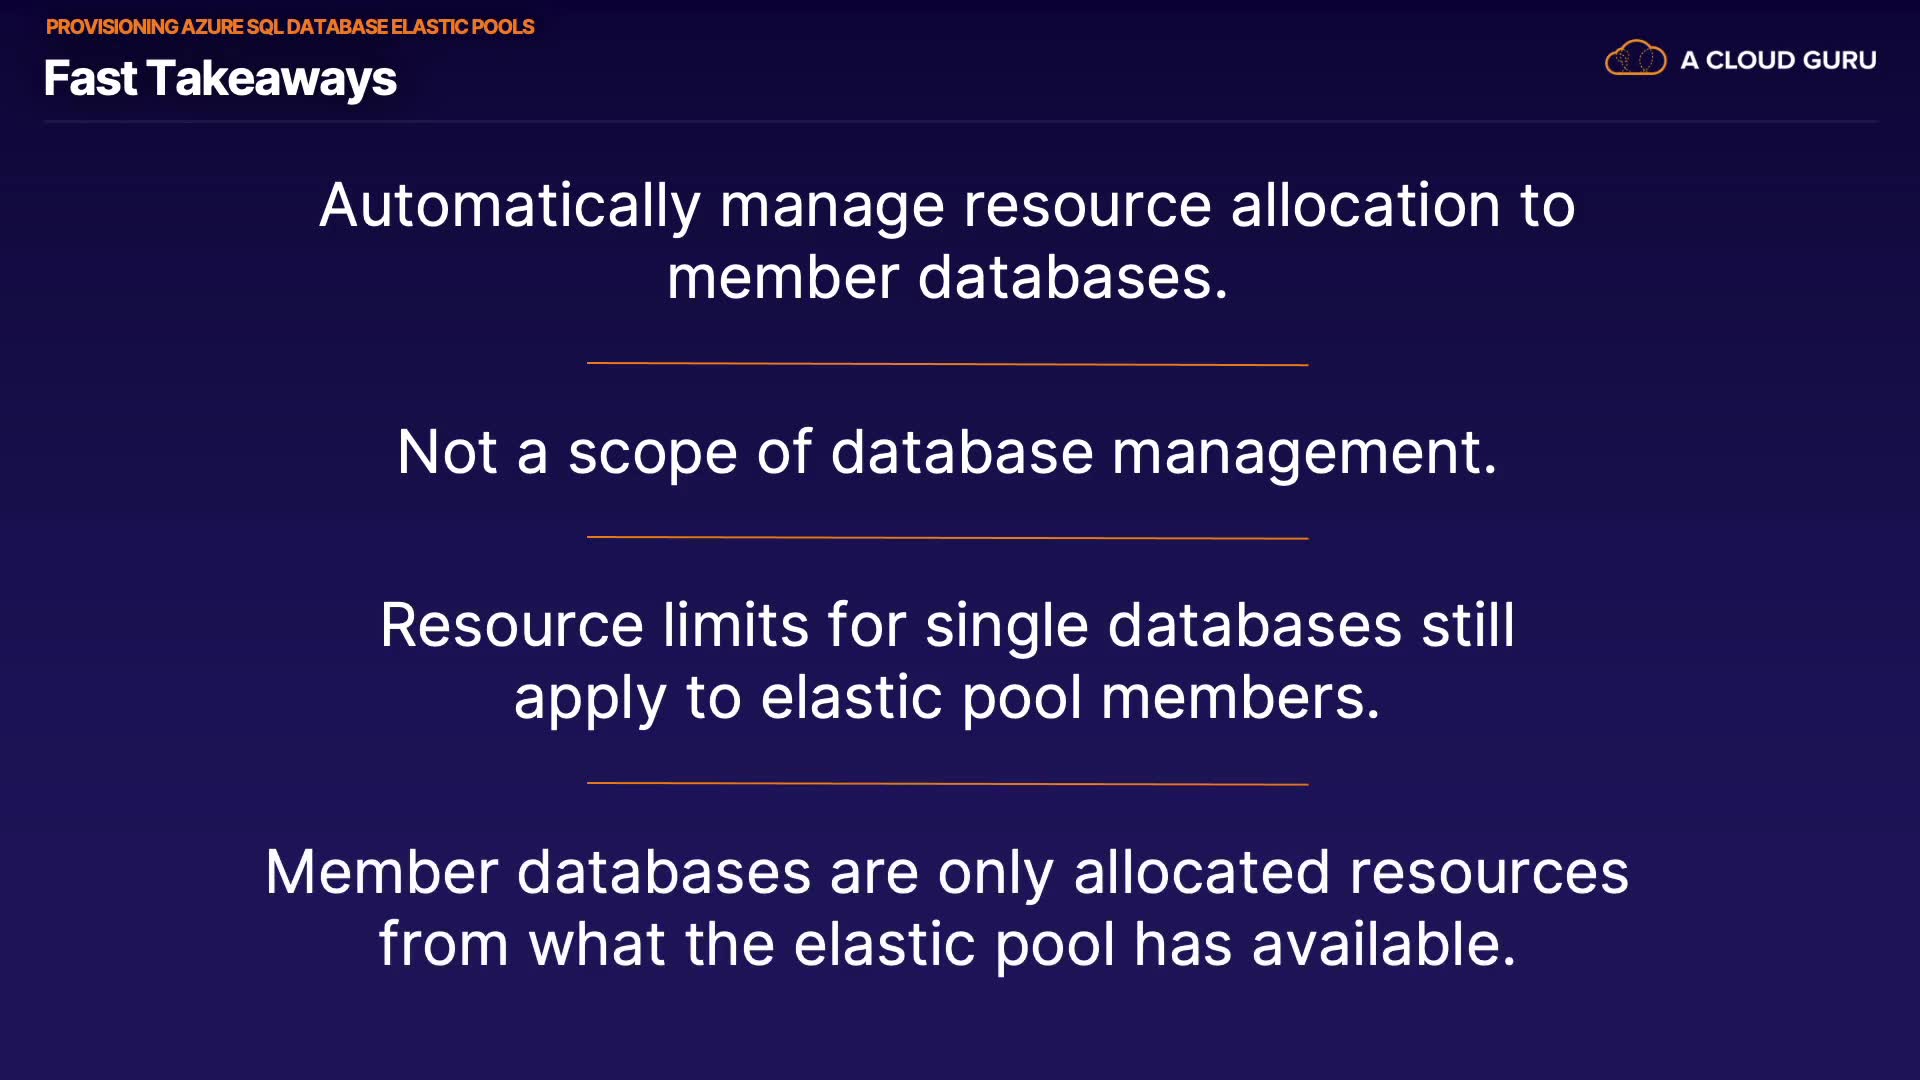 PROVISIONING AZURE SQL DATABASE ELASTIC POOLS
Fast Takeaways
A CLOUD GURU
Automatically manage resource allocation to
member databases.
Not a scope of database management.
Resource limits for single databases still
apply to elastic pool members.
Member databases are only allocated resources
from what the elastic pool has available.